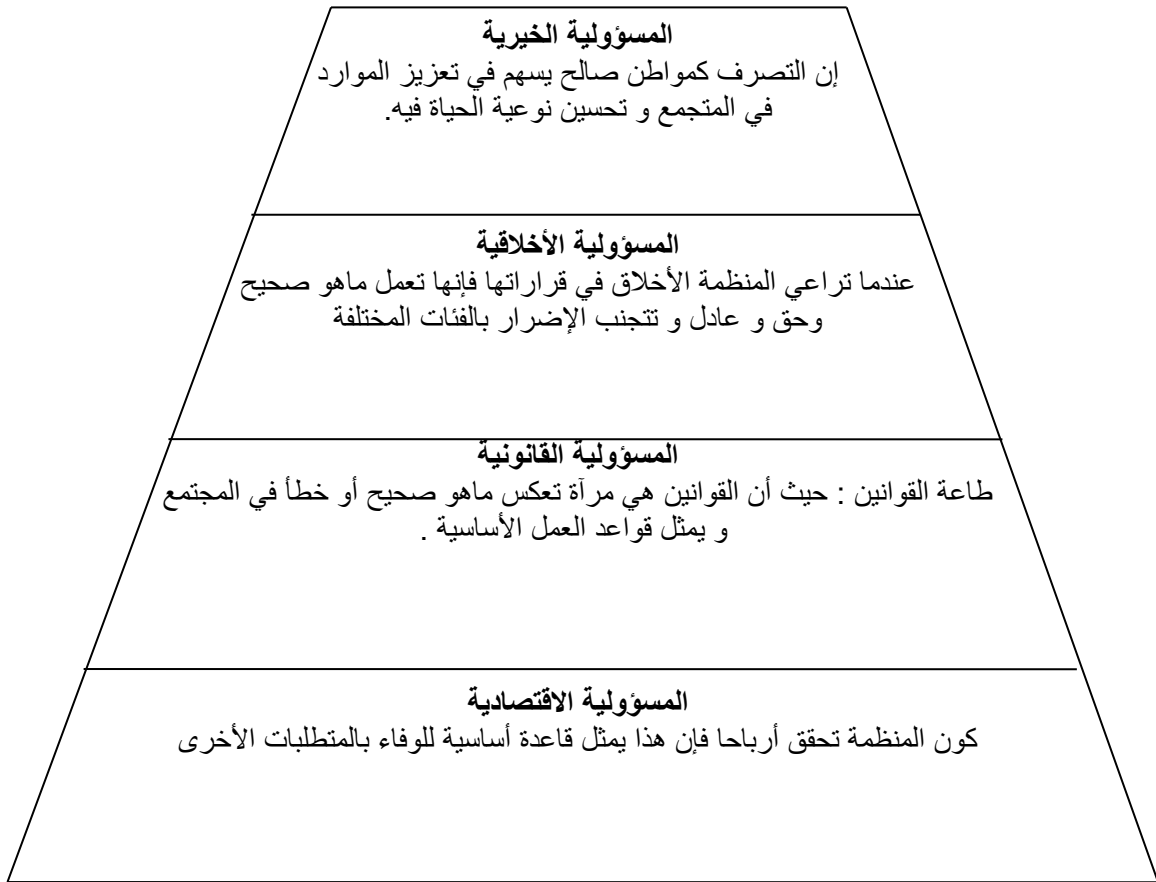 المسؤولية الخيرية
إن التصرف كمواطن صالح يسهم في تعزيز الموارد
في المتجمع و تحسين نوعية الحياة فيه.
المسؤولية الأخلاقية
عندما تراعي المنظمة الأخلاق في قراراتها فإنها تعمل ماهو صحيح
وحق و عادل و تتجنب الإضرار بالفئات المختلفة
المسؤولية القانونية
طاعة القوانين : حيث أن القوانين هي مرآة تعكس ماهو صحيح أو خطأ في المجتمع
و يمثل قواعد العمل الأساسية .
المسؤولية الاقتصادية
كون المنظمة تحقق أرباحا فإن هذا يمثل قاعدة أساسية للوفاء بالمتطلبات الأخرى